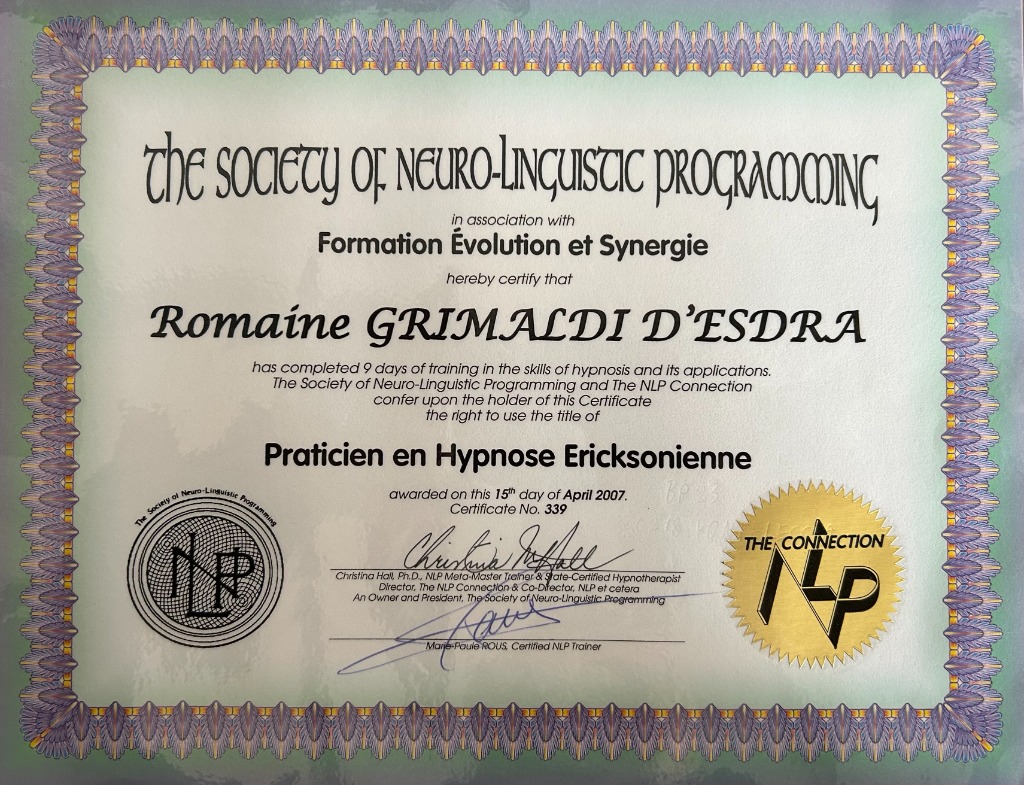 The Society of Neuro-Linguistic Programming
in association with
Formation Évolution et Synergie
hereby certify that
Romaine GRIMALDI D'ESDRA
has completed 9 days of training in the skills of hypnosis and its applications.
The Society of Neuro-Linguistic Programming and The NLP Connection
confer upon the holder of this Certificate
the right to use the title of
Praticien en Hypnose Ericksonienne
awarded on this 15th day of April 2007.
Certificate No. 339
Christina Hall
Christina Hall, Ph.D., NLP Meta-Master Trainer & State-Certified Hypnotherapist
Director, The NLP Connection & Co-Director, NLP et cetera
An Owner and President, The Society of Neuro-Linguistic Programming
Marie-Paule ROUS, Certified NLP Trainer
The Society of Neuro-Linguistic Programming
NLP
THE CONNECTION
NLP